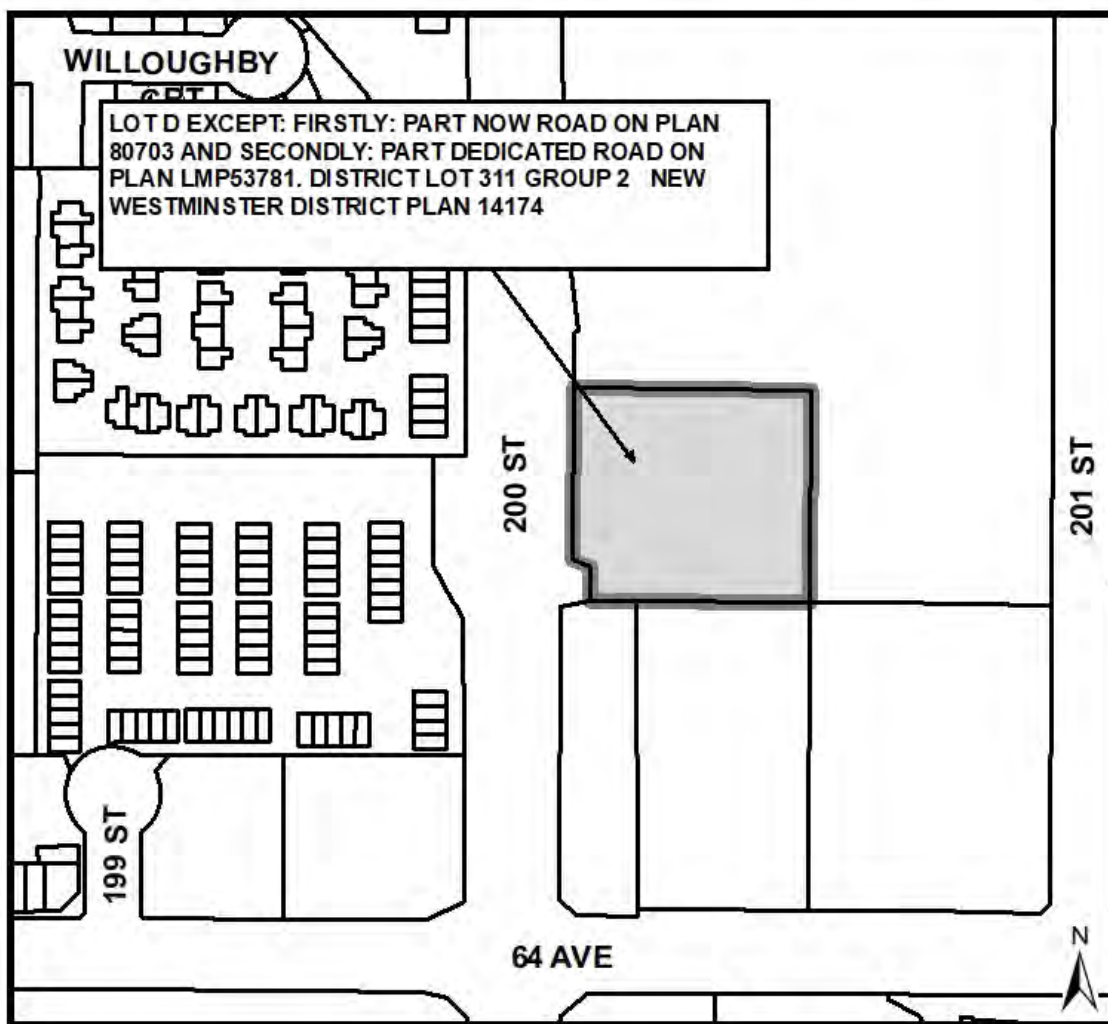 WILLOUGHBY
CRT
LOT D EXCEPT: FIRSTLY: PART NOW ROAD ON PLAN
80703 AND SECONDLY: PART DEDICATED ROAD ON
PLAN LMP53781. DISTRICT LOT 311 GROUP 2 NEW
WESTMINSTER DISTRICT PLAN 14174
200 ST
201 ST
199 ST
64 AVE
N